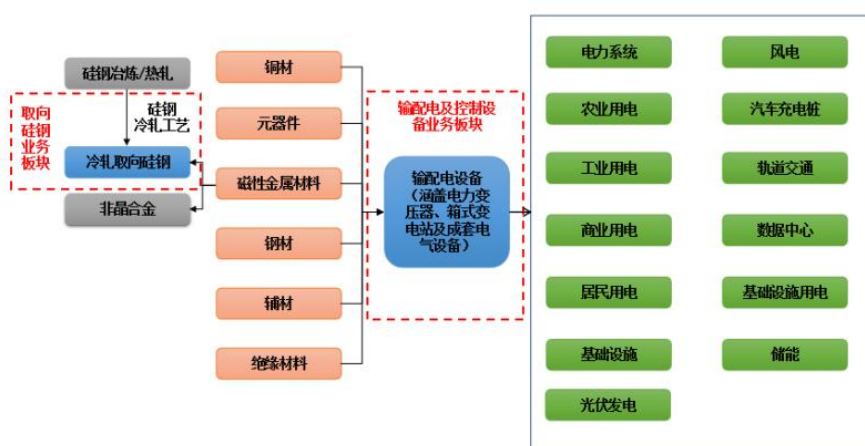 硅钢冶炼/热轧
取向
硅钢
业务
板块
硅钢
冷轧工艺
冷轧取向硅钢
非晶合金
铜材
元器件
磁性金属材料
钢材
辅材
绝缘材料
输配电及控制设
备业务板块
输配电设备
（涵盖电力变
压器、箱式变
电站及成套电
气设备）
电力系统
风电
农业用电
汽车充电桩
工业用电
轨道交通
商业用电
数据中心
居民用电
基础设施用电
基础设施
储能
光伏发电